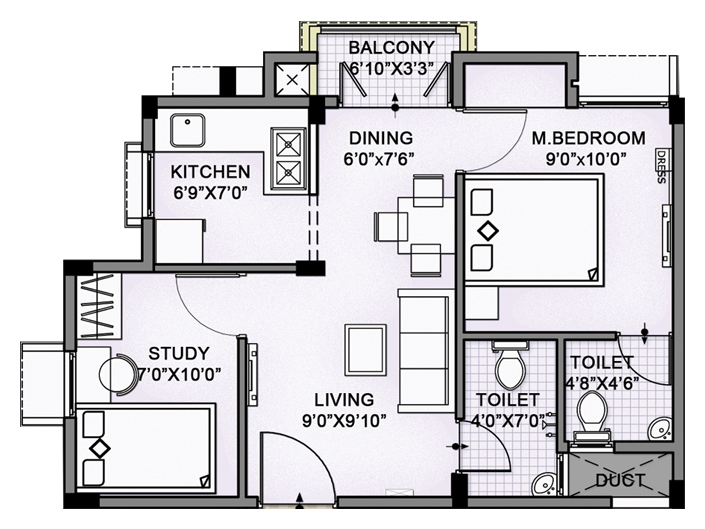 BALCONY
6'10"X3'3"
DINING
6'0"x7'6"
M.BEDROOM
9'0"x10'0"
DRESS
KITCHEN
6'9"X7'0"
STUDY
7'0"X10'0"
LIVING
9'0"X9'10"
TOILET
4'0"X7'0"
TOILET
4'8"X4'6"
DUCT